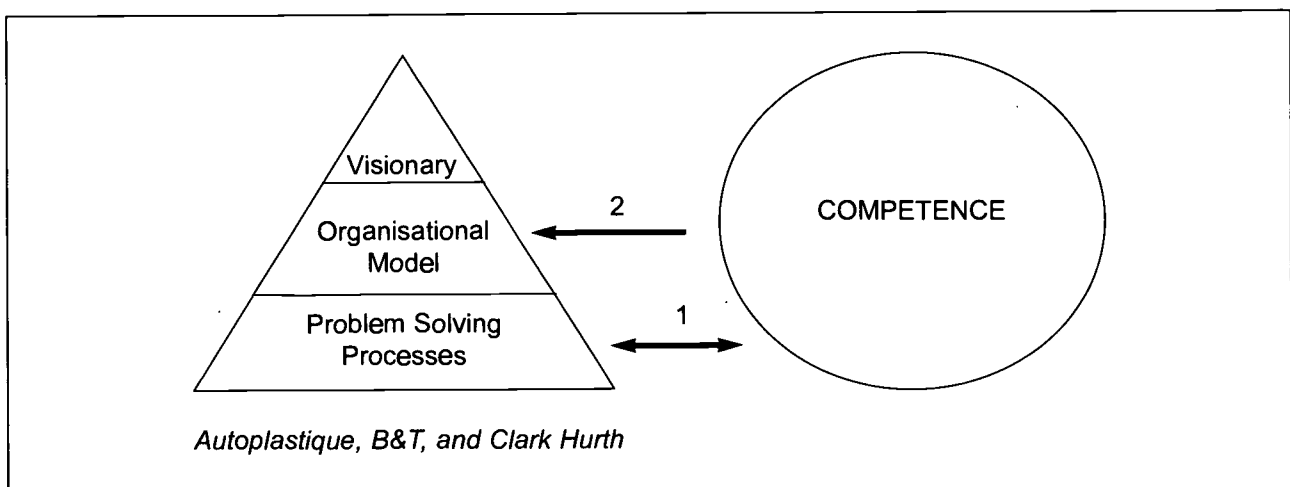 Visionary
Organisational
Model
Problem Solving
Processes
2
1
COMPETENCE
Autoplastique, B&T, and Clark Hurth